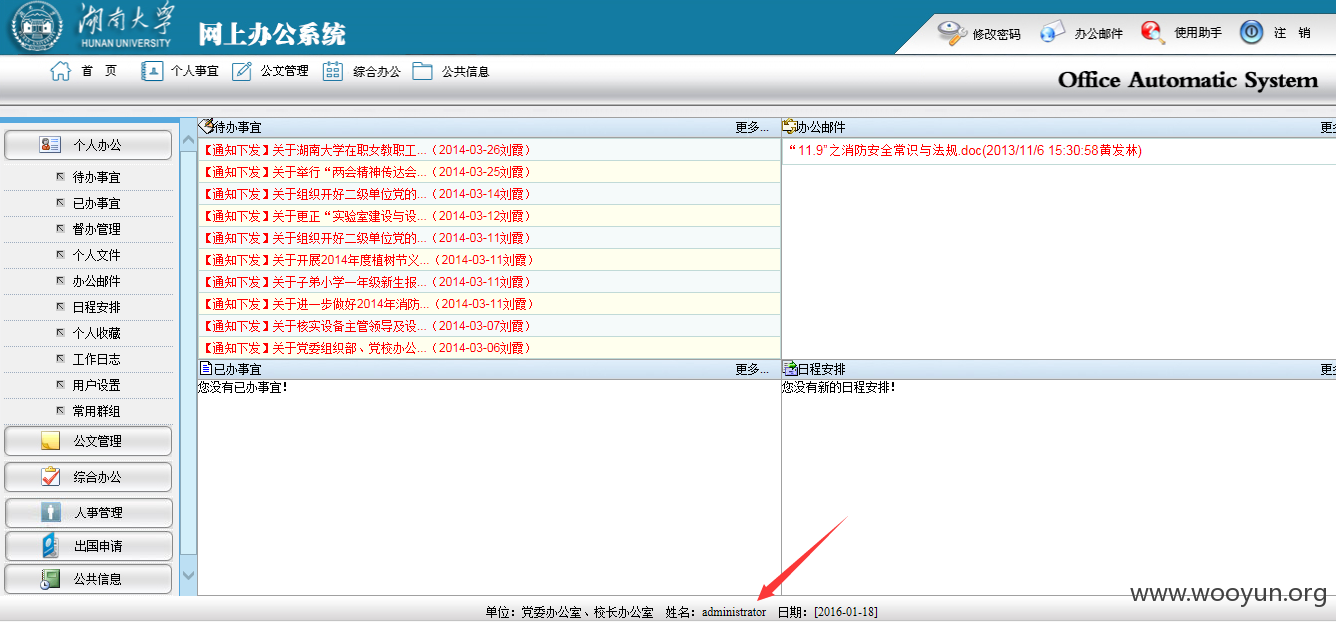 湖南大学
HUNAN UNIVERSITY
网上办公系统
修改密码 办公邮件 使用助手 注 销
首 页 个人事宜 公文管理 综合办公 公共信息
Office Automatic System
个人办公
待办事宜
已办事宜
督办管理
个人文件
办公邮件
日程安排
个人收藏
工作日志
用户设置
常用群组
公文管理
综合办公
人事管理
出国申请
公共信息
待办事宜 更多...
【通知下发】关于湖南大学在职女教职工...（2014-03-26刘霞）
【通知下发】关于举行“两会精神传达会...（2014-03-25刘霞）
【通知下发】关于组织开好二级单位党的...（2014-03-14刘霞）
【通知下发】关于更正“实验室建设与设...（2014-03-12刘霞）
【通知下发】关于组织开好二级单位党的...（2014-03-11刘霞）
【通知下发】关于开展2014年度植树节义...（2014-03-11刘霞）
【通知下发】关于子弟小学一年级新生报...（2014-03-11刘霞）
【通知下发】关于进一步做好2014年消防...（2014-03-11刘霞）
【通知下发】关于核实设备主管领导及设...（2014-03-07刘霞）
【通知下发】关于党委组织部、党校办公...（2014-03-06刘霞）
办公邮件 更
“11.9”之消防安全常识与法规.doc(2013/11/6 15:30:58黄发林)
已办事宜 更多...
您没有已办事宜!
日程安排 更
您没有新的日程安排!
单位：党委办公室、校长办公室 姓名：administrator 日期：[2016-01-18]
www.wooyun.org